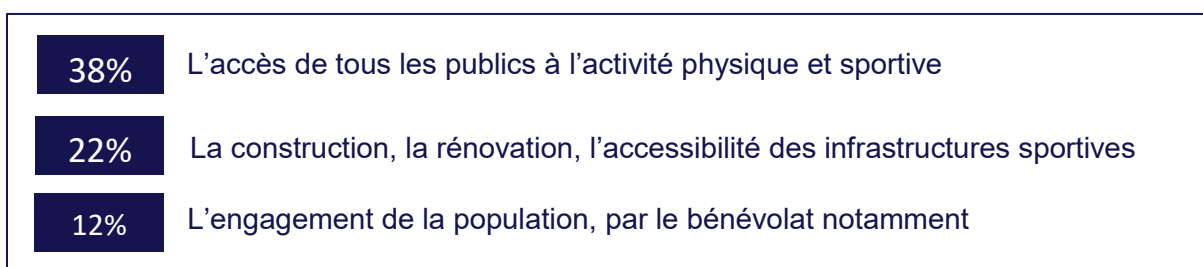 38% L’accès de tous les publics à l’activité physique et sportive
22% La construction, la rénovation, l’accessibilité des infrastructures sportives
12% L’engagement de la population, par le bénévolat notamment